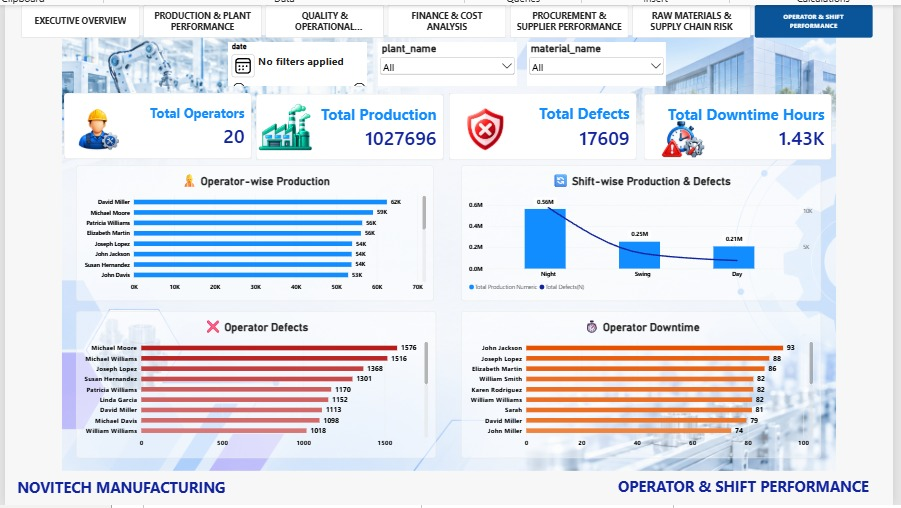 Clipboard
Data
Queries
Insert
Calculations
EXECUTIVE OVERVIEW
PRODUCTION & PLANT
PERFORMANCE
QUALITY &
OPERATIONAL...
FINANCE & COST
ANALYSIS
PROCUREMENT &
SUPPLIER PERFORMANCE
RAW MATERIALS &
SUPPLY CHAIN RISK
OPERATOR & SHIFT
PERFORMANCE
date
No filters applied
plant_name
All
material_name
All
Total Operators
20
Total Production
1027696
Total Defects
17609
Total Downtime Hours
1.43K
Operator-wise Production
David Miller 62K
Michael Moore 59K
Patricia Williams 56K
Elizabeth Martin 56K
Joseph Lopez 54K
John Jackson 54K
Susan Hernandez 54K
John Davis 53K
0K 10K 20K 30K 40K 50K 60K 70K
Shift-wise Production & Defects
0.6M
0.4M
0.2M
0.0M
0.56M
0.25M
0.21M
10K
5K
Night Swing Day
Total Production Numeric Total Defects(N)
Operator Defects
Michael Moore 1576
Michael Williams 1516
Joseph Lopez 1368
Susan Hernandez 1301
Patricia Williams 1170
Linda Garcia 1152
David Miller 1113
Michael Davis 1098
William Williams 1018
0 500 1000 1500
Operator Downtime
John Jackson 93
Joseph Lopez 88
Elizabeth Martin 86
William Smith 82
Karen Rodriguez 82
William Williams 82
Sarah 81
David Miller 79
John Miller 74
0 20 40 60 80 100
NOVITECH MANUFACTURING
OPERATOR & SHIFT PERFORMANCE